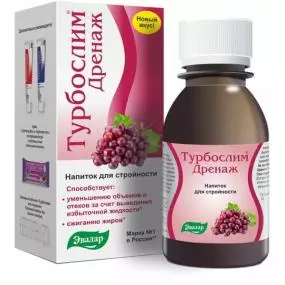 Новый вкус!
Турбослим®
Дренаж
Напиток для стройности
Способствует:
• уменьшению объемов и
отеков за счет выведения
избыточной жидкости*
• сжиганию жиров*
Эвалар
Марка №1
в России**
Турбослим®
Дренаж
Напиток
для стройности
Эвалар